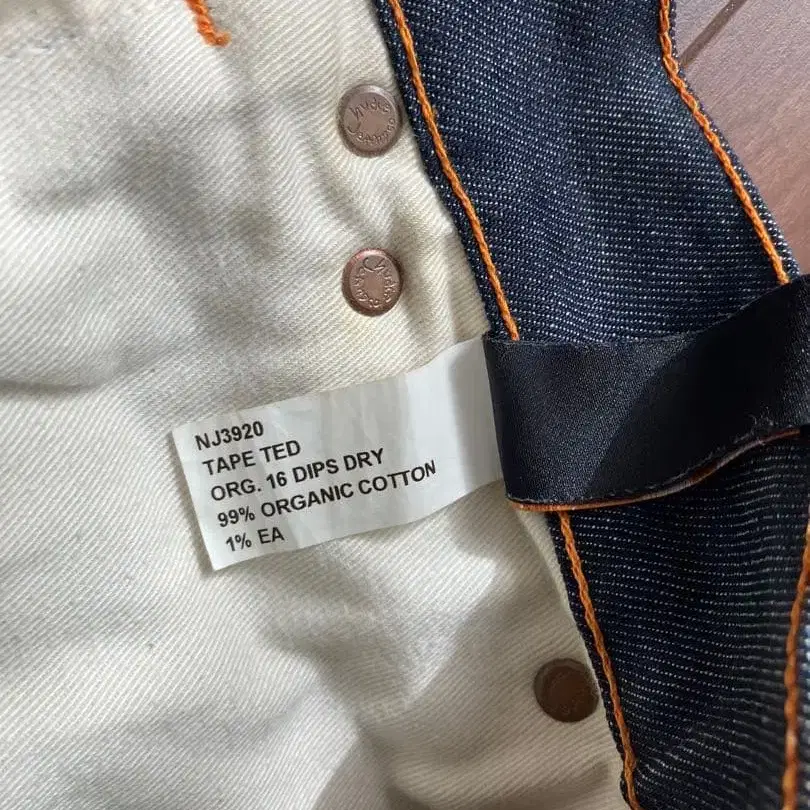 NJ3920
TAPE TED
ORG. 16 DIPS DRY
99% ORGANIC COTTON
1% EA